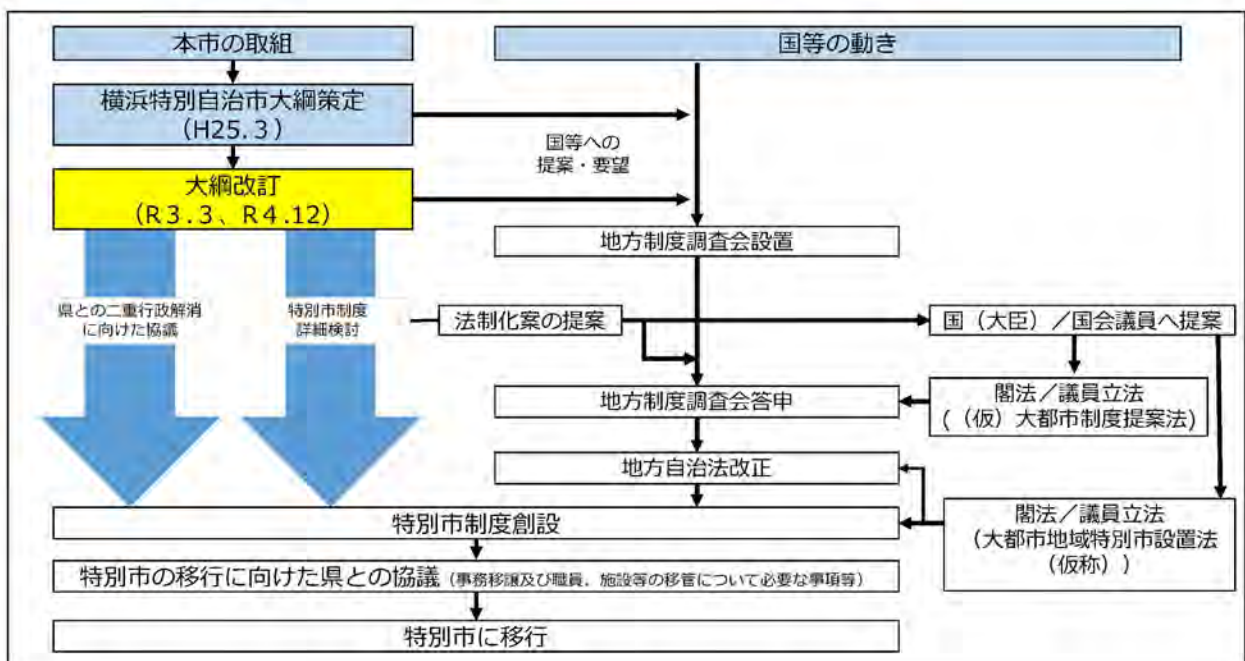 本市の取組
国等の動き
横浜特別自治市大綱策定
（H25.3）
国等への
提案・要望
大綱改訂
（R3.3、R4.12）
地方制度調査会設置
県との二重行政解消
に向けた協議
特別市制度
詳細検討
法制化案の提案
国（大臣）／国会議員へ提案
地方制度調査会答申
閣法／議員立法
(（仮）大都市制度提案法)
地方自治法改正
特別市制度創設
閣法／議員立法
（大都市地域特別市設置法
（仮称））
特別市の移行に向けた県との協議（事務移譲及び職員、施設等の移管について必要な事項等）
特別市に移行